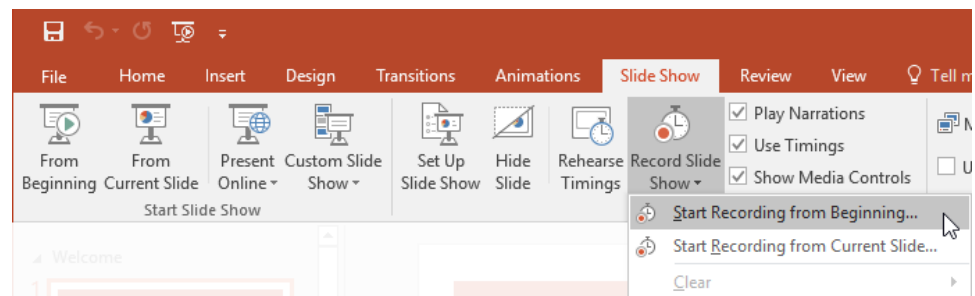 File Home Insert Design Transitions Animations Slide Show Review View Tell m
From Beginning
From Current Slide
Present Online
Custom Slide Show
Set Up Slide Show
Hide Slide
Rehearse Timings
Record Slide Show
Play Narrations
Use Timings
Show Media Controls
M
U
Start Slide Show
Start Recording from Beginning...
Start Recording from Current Slide...
Clear
Welcome
1